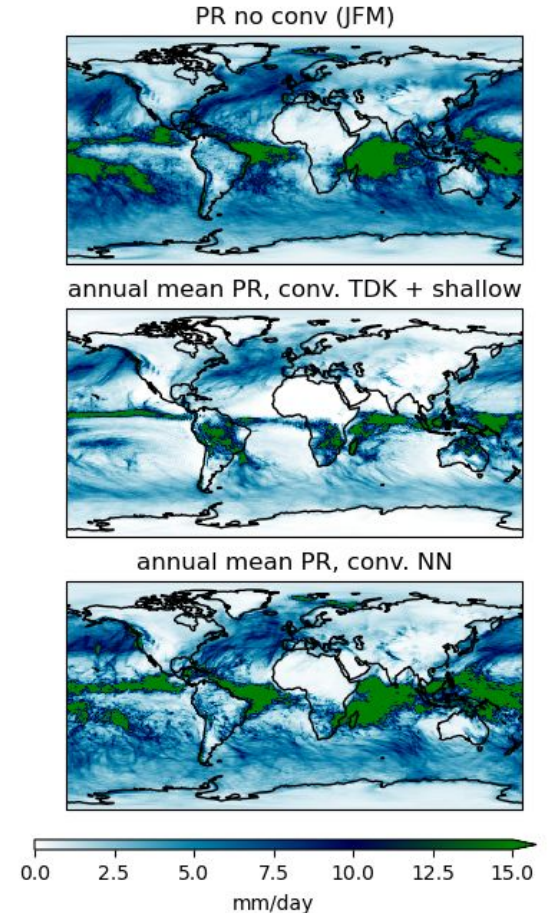 PR no conv (JFM)
annual mean PR, conv. TDK + shallow
annual mean PR, conv. NN
0.0 2.5 5.0 7.5 10.0 12.5 15.0
mm/day